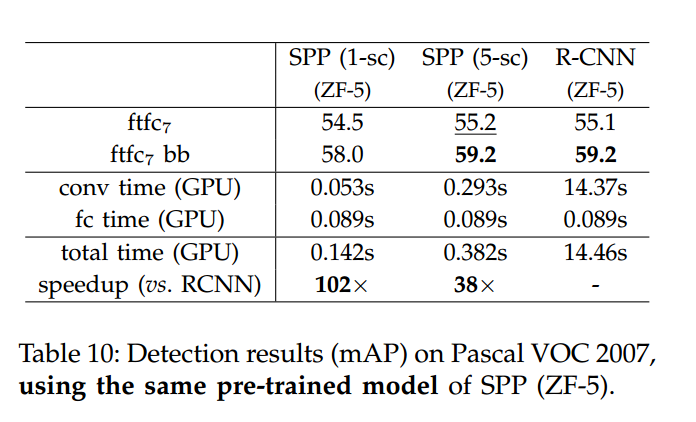 SPP (1-sc) SPP (5-sc) R-CNN
(ZF-5) (ZF-5) (ZF-5)
ftfc₇ 54.5 55.2 55.1
ftfc₇ bb 58.0 59.2 59.2
conv time (GPU) 0.053s 0.293s 14.37s
fc time (GPU) 0.089s 0.089s 0.089s
total time (GPU) 0.142s 0.382s 14.46s
speedup (vs. RCNN) 102× 38× -
Table 10: Detection results (mAP) on Pascal VOC 2007,
using the same pre-trained model of SPP (ZF-5).